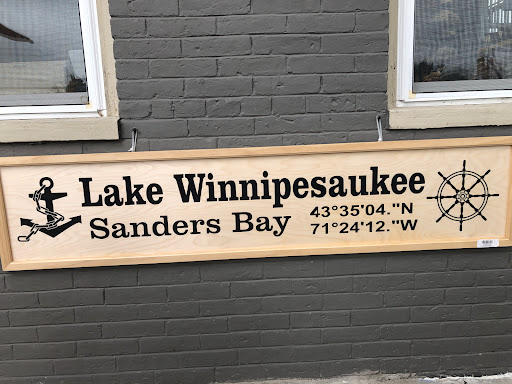 Lake Winnipesaukee
Sanders Bay
43°35'04."N
71°24'12."W